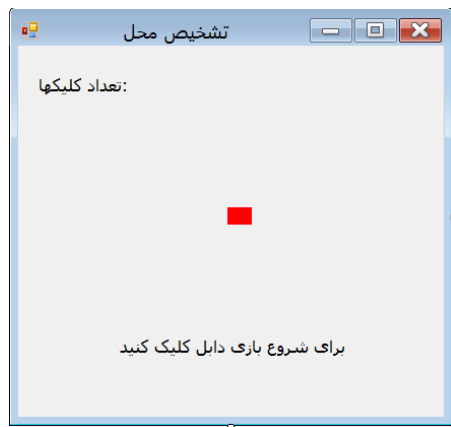 تشخیص محل
تعداد کلیکها:
برای شروع بازی دابل کلیک کنید